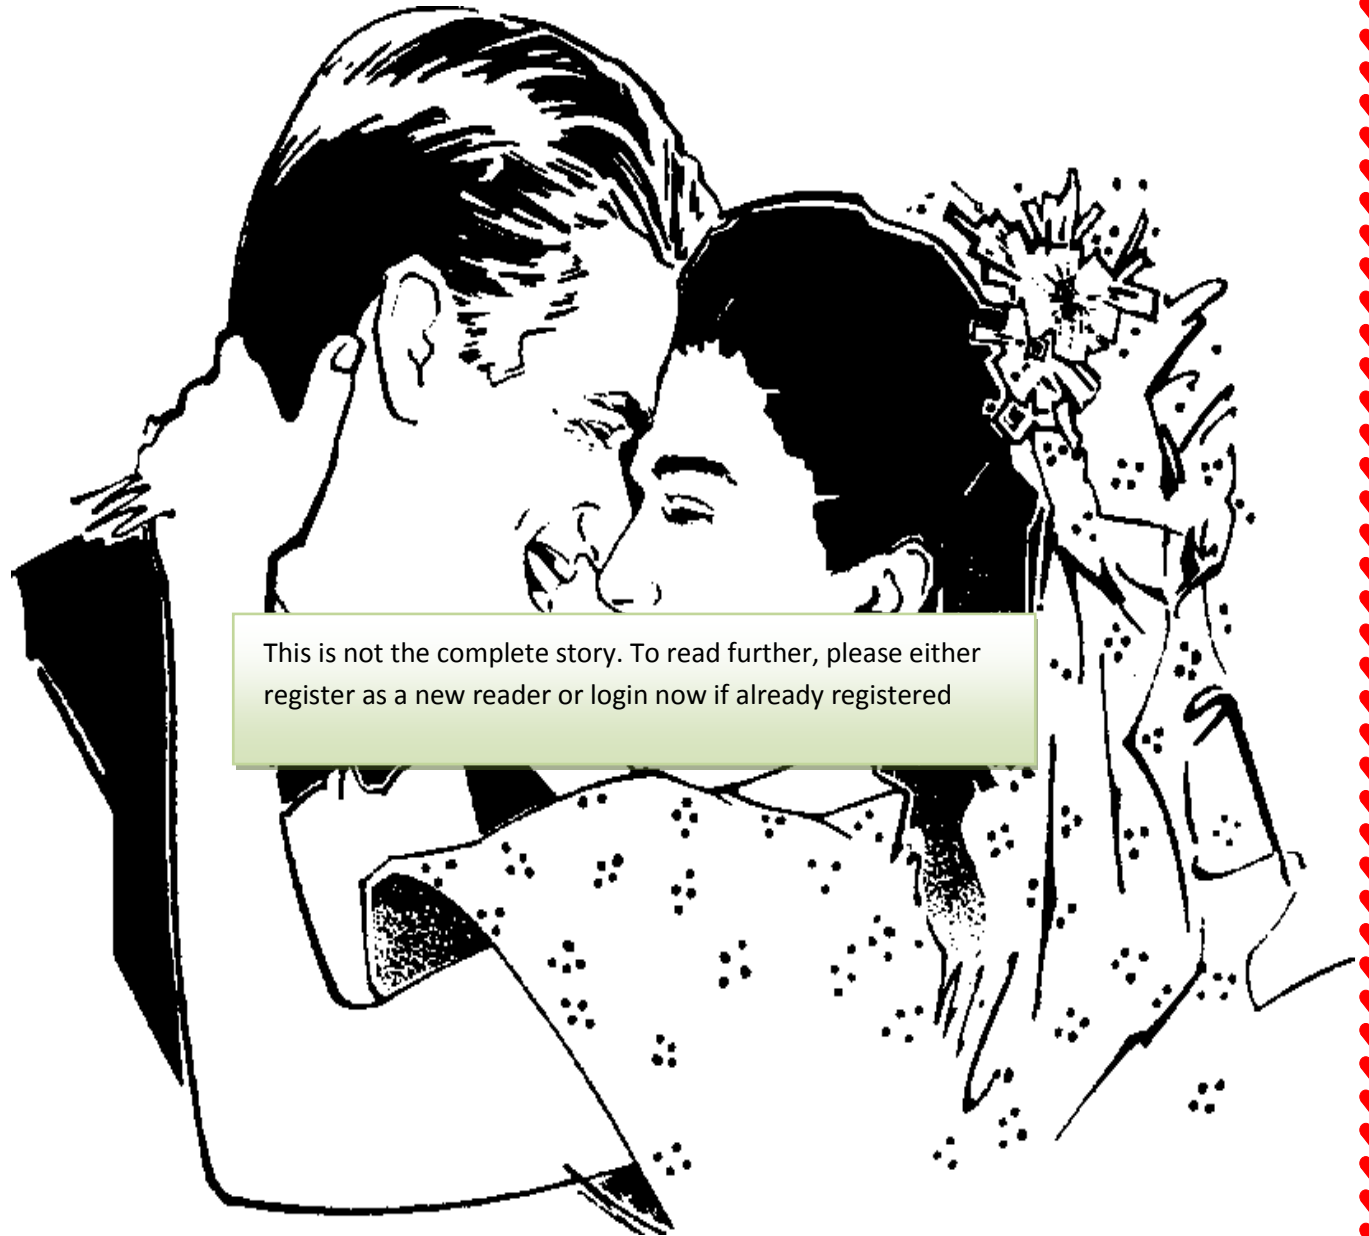 This is not the complete story. To read further, please either
register as a new reader or login now if already registered